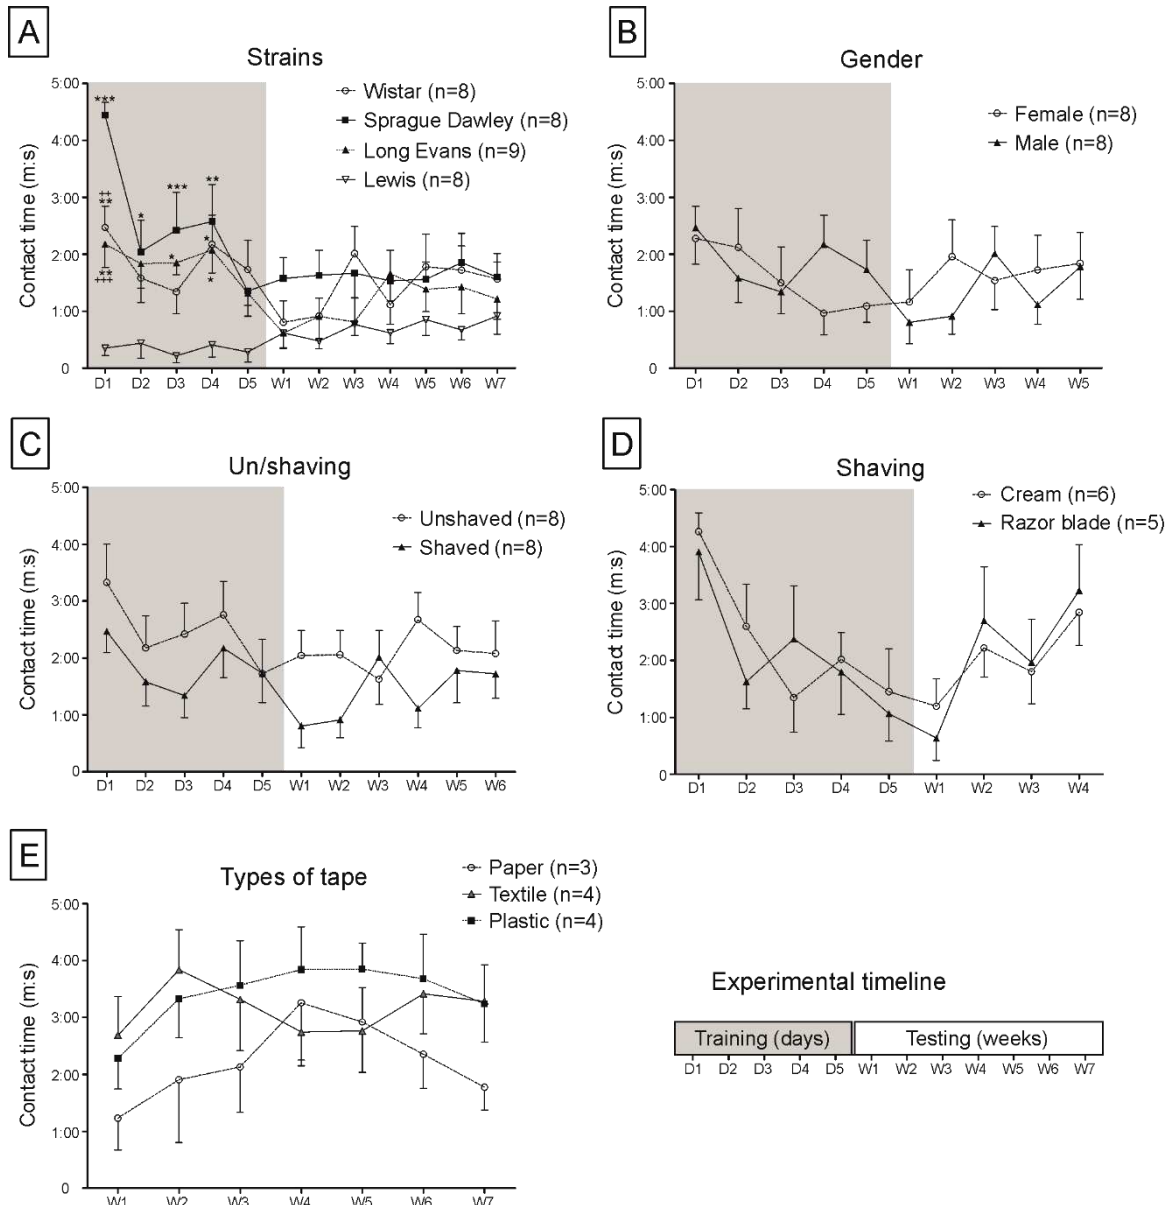 A
Strains
Contact time (m:s)
5:00
4:00
3:00
2:00
1:00
0
Wistar (n=8)
Sprague Dawley (n=8)
Long Evans (n=9)
Lewis (n=8)
***
++
**
**
+++
*
***
*
**
*
*
D1 D2 D3 D4 D5 W1 W2 W3 W4 W5 W6 W7
B
Gender
Contact time (m:s)
5:00
4:00
3:00
2:00
1:00
0
Female (n=8)
Male (n=8)
D1 D2 D3 D4 D5 W1 W2 W3 W4 W5
C
Un/shaving
Contact time (m:s)
5:00
4:00
3:00
2:00
1:00
0
Unshaved (n=8)
Shaved (n=8)
D1 D2 D3 D4 D5 W1 W2 W3 W4 W5 W6
D
Shaving
Contact time (m:s)
5:00
4:00
3:00
2:00
1:00
0
Cream (n=6)
Razor blade (n=5)
D1 D2 D3 D4 D5 W1 W2 W3 W4
E
Types of tape
Contact time (m:s)
5:00
4:00
3:00
2:00
1:00
0
Paper (n=3)
Textile (n=4)
Plastic (n=4)
W1 W2 W3 W4 W5 W6 W7
Experimental timeline
Training (days) Testing (weeks)
D1 D2 D3 D4 D5 W1 W2 W3 W4 W5 W6 W7